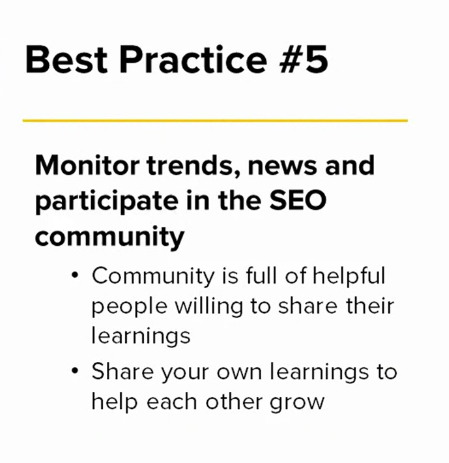 Best Practice #5
Monitor trends, news and
participate in the SEO
community
• Community is full of helpful
people willing to share their
learnings
• Share your own learnings to
help each other grow